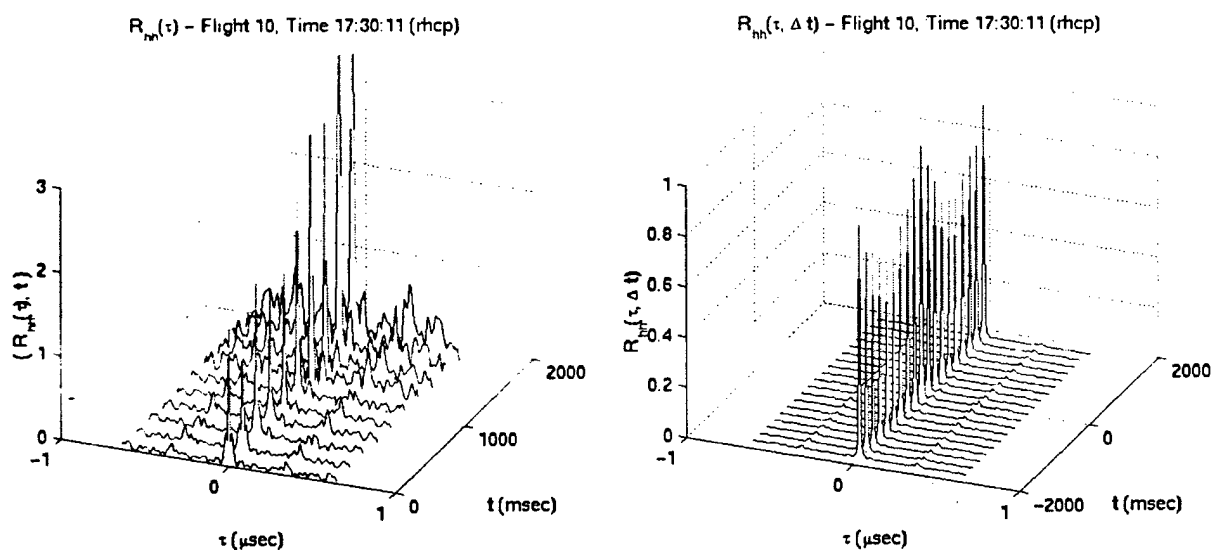 R_hh(τ) – Flight 10, Time 17:30:11 (rhcp)
3
2
1
0
(R_hh(τ), t)
-1
0
1
τ (μsec)
0
1000
2000
t (msec)
R_hh(τ, Δ t) – Flight 10, Time 17:30:11 (rhcp)
1
0.8
0.6
0.4
0.2
0
R_hh(τ, Δ t)
-1
0
1
τ (μsec)
-2000
0
2000
t (msec)